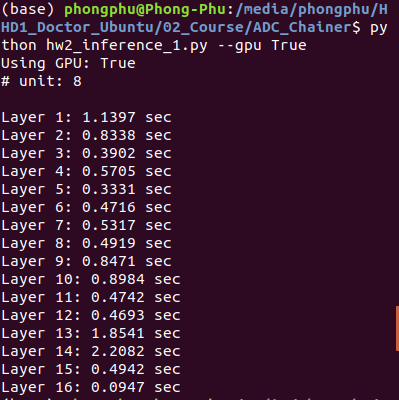 (base) phongphu@Phong-Phu:/media/phongphu/H
HD1_Doctor_Ubuntu/02_Course/ADC_Chainer$ py
thon hw2_inference_1.py --gpu True
Using GPU: True
# unit: 8
Layer 1: 1.1397 sec
Layer 2: 0.8338 sec
Layer 3: 0.3902 sec
Layer 4: 0.5705 sec
Layer 5: 0.3331 sec
Layer 6: 0.4716 sec
Layer 7: 0.5317 sec
Layer 8: 0.4919 sec
Layer 9: 0.8471 sec
Layer 10: 0.8984 sec
Layer 11: 0.4742 sec
Layer 12: 0.4693 sec
Layer 13: 1.8541 sec
Layer 14: 2.2082 sec
Layer 15: 0.4942 sec
Layer 16: 0.0947 sec